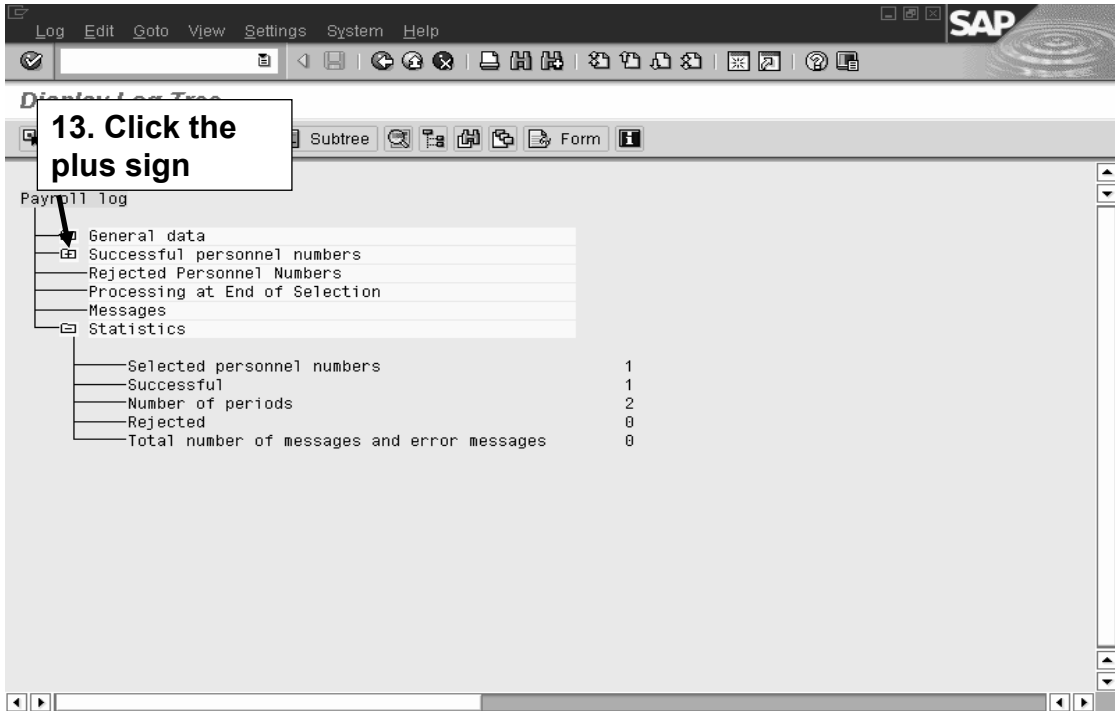 Log Edit Goto View Settings System Help
SAP
Display Log Tree
13. Click the
plus sign
Subtree Form
Payroll log
General data
Successful personnel numbers
Rejected Personnel Numbers
Processing at End of Selection
Messages
Statistics
Selected personnel numbers 1
Successful 1
Number of periods 2
Rejected 0
Total number of messages and error messages 0